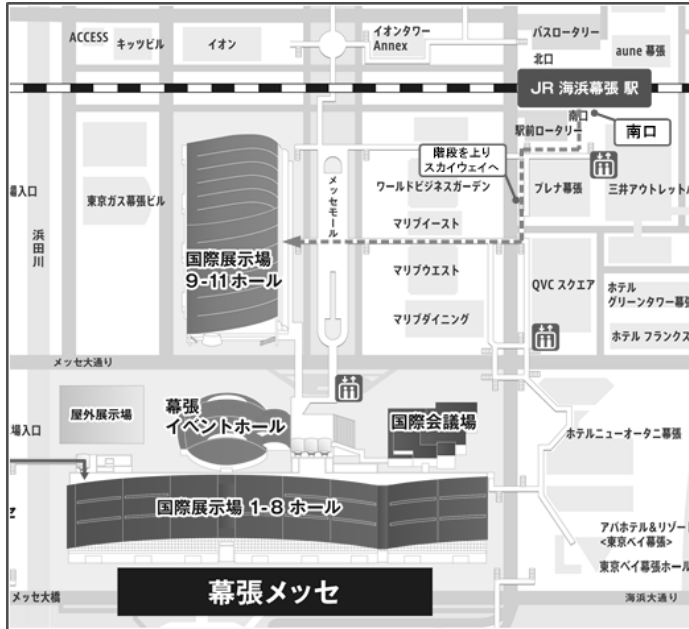 ACCESS
キッツビル
イオン
イオンタワー
Annex
バスロータリー
北口
aune 幕張
JR 海浜幕張 駅
南口
南口
駅前ロータリー
階段を上り
スカイウェイへ
場入口
浜田川
東京ガス幕張ビル
メッセモール
ワールドビジネスガーデン
プレナ幕張
三井アウトレット
マリブイースト
国際展示場
9-11ホール
マリブウエスト
QVC スクエア
ホテル
グリーンタワー幕張
マリブダイニング
ホテル フランクス
メッセ大通り
屋外展示場
幕張
イベントホール
国際会議場
場入口
ホテルニューオータニ幕張
国際展示場 1-8 ホール
アパホテル&リゾート
<東京ベイ幕張>
東京ベイ幕張ホール
幕張メッセ
メッセ大橋
海浜大通り